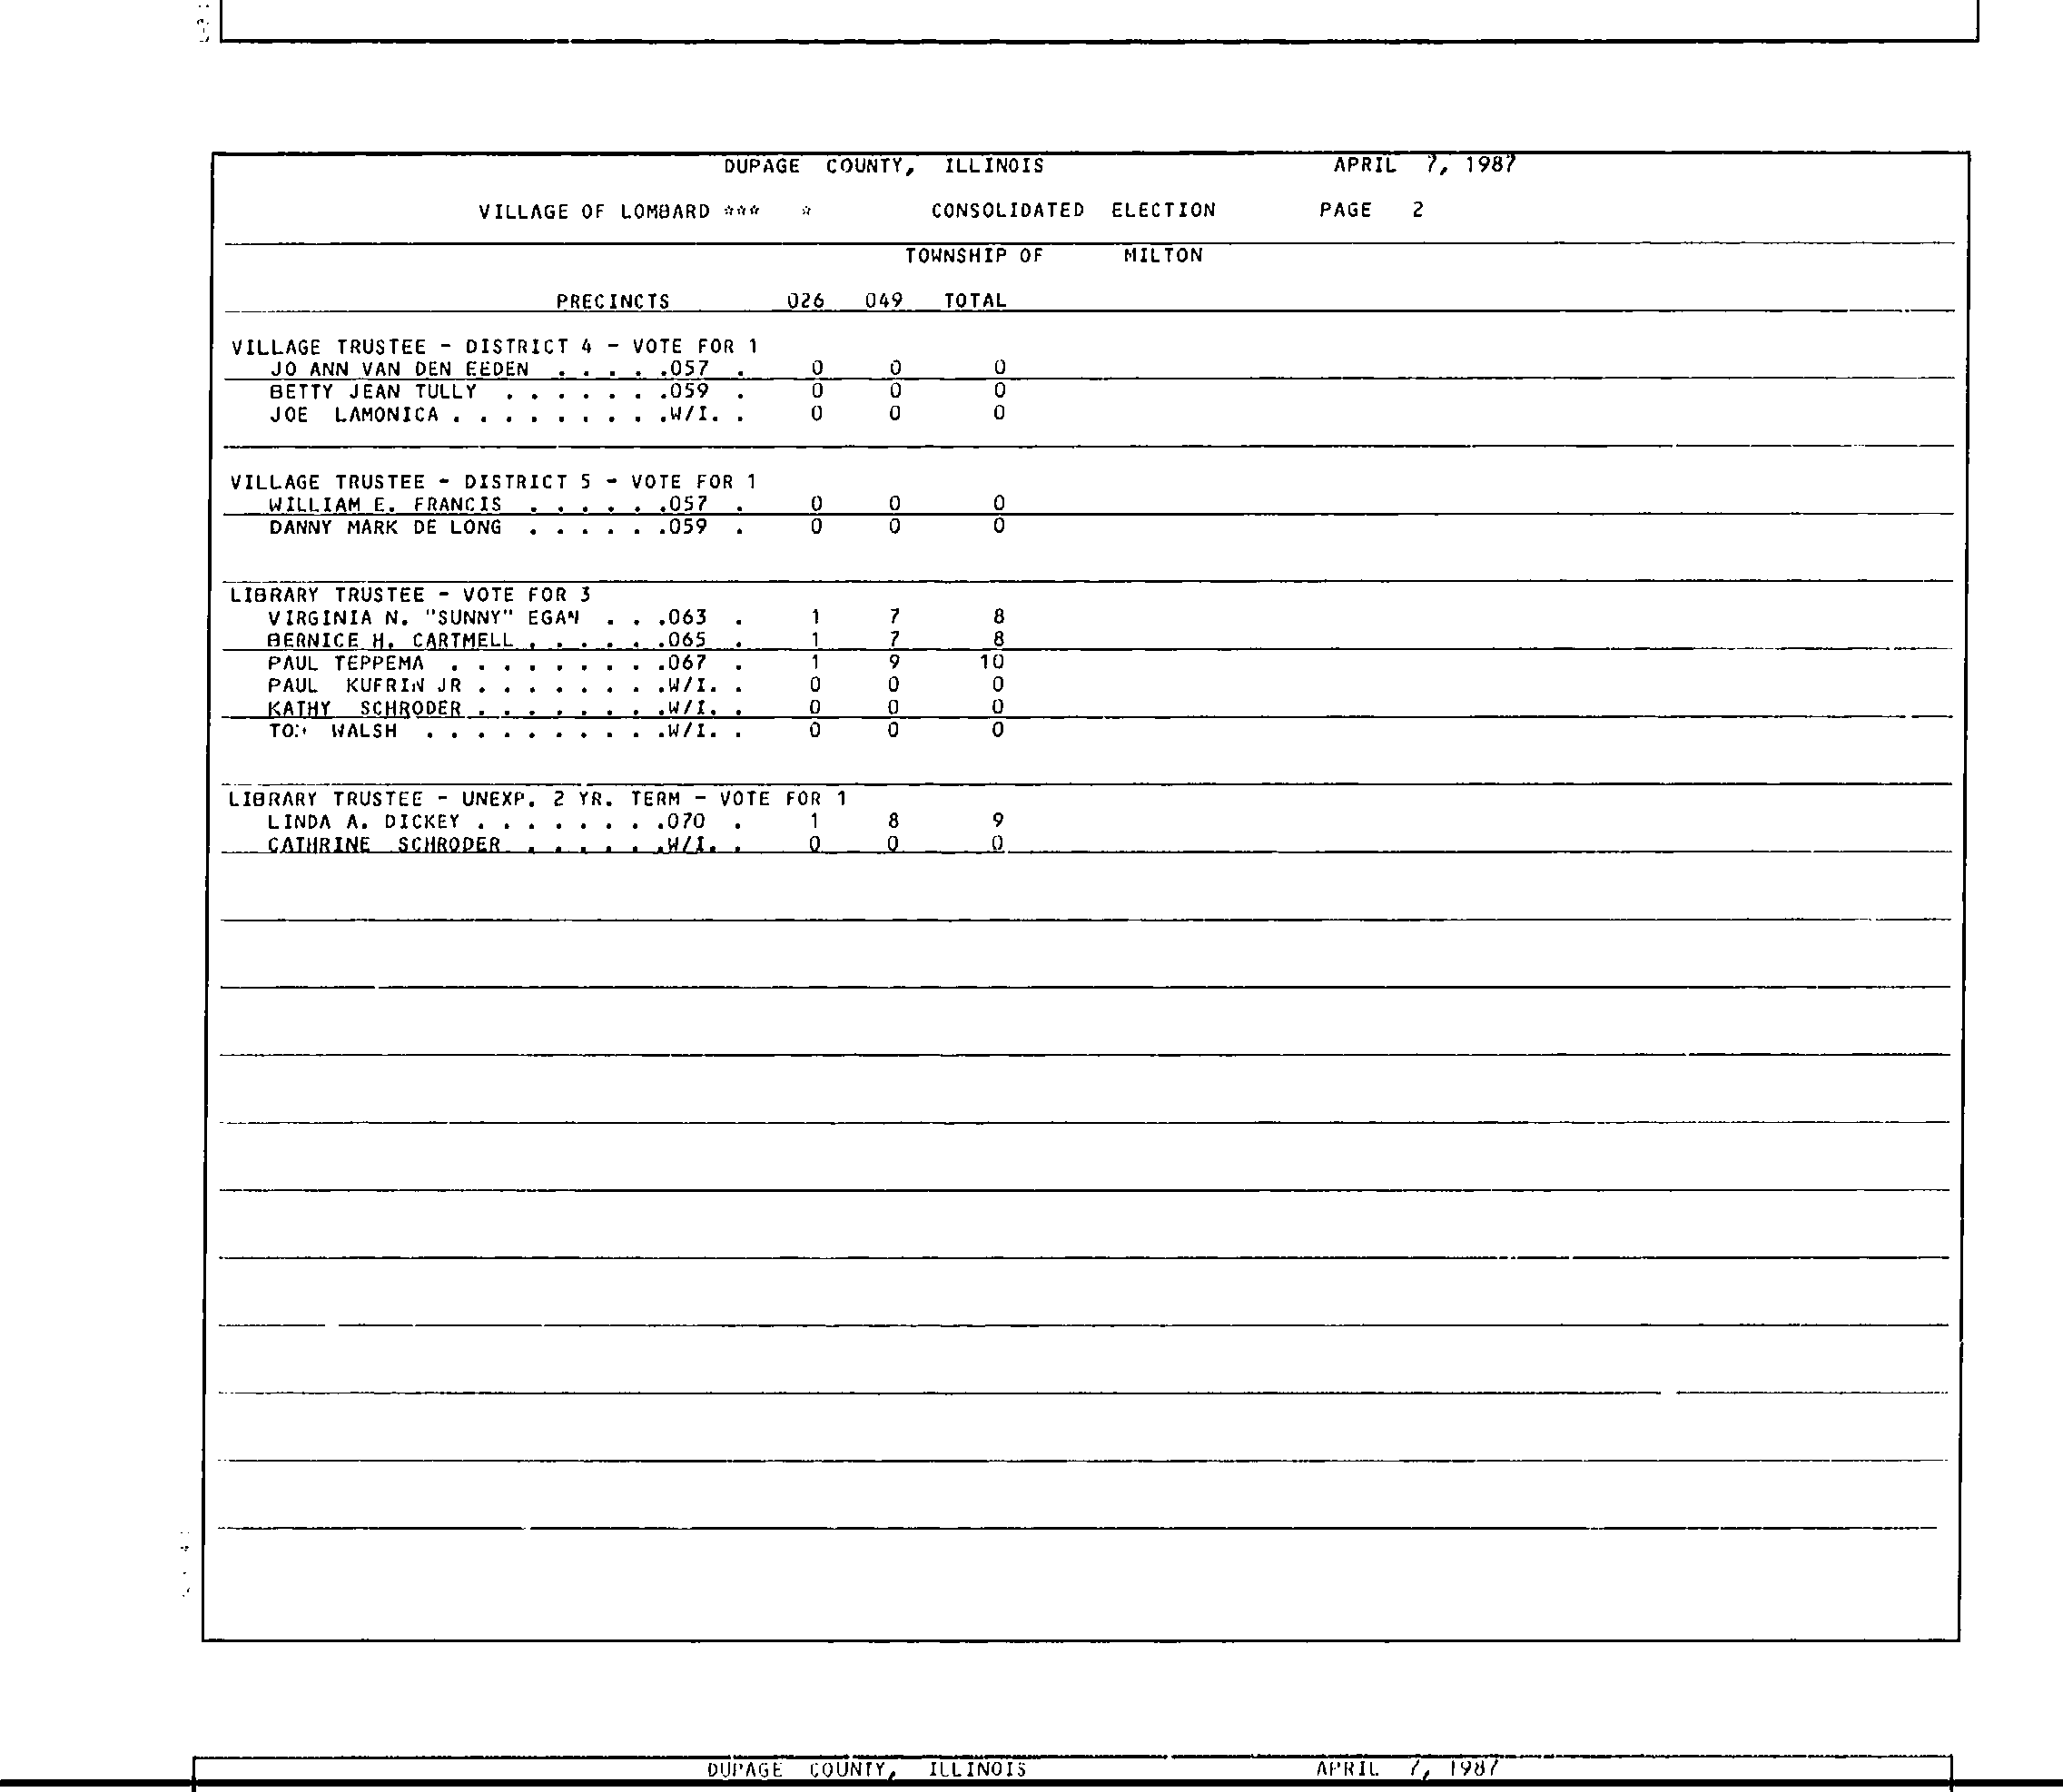 DUPAGE COUNTY, ILLINOIS APRIL 7, 1987
VILLAGE OF LOMBARD *** * CONSOLIDATED ELECTION PAGE 2
TOWNSHIP OF MILTON
PRECINCTS 026 049 TOTAL
VILLAGE TRUSTEE - DISTRICT 4 - VOTE FOR 1
JO ANN VAN DEN EEDEN . . . . .057 . 0 0 0
BETTY JEAN TULLY . . . . . . .059 . 0 0 0
JOE LAMONICA . . . . . . . . .W/I. . 0 0 0
VILLAGE TRUSTEE - DISTRICT 5 - VOTE FOR 1
WILLIAM E. FRANCIS . . . . . .057 . 0 0 0
DANNY MARK DE LONG . . . . . .059 . 0 0 0
LIBRARY TRUSTEE - VOTE FOR 3
VIRGINIA N. "SUNNY" EGAN . . .063 . 1 7 8
BERNICE H. CARTMELL . . . . . .065 . 1 7 8
PAUL TEPPEMA . . . . . . . . .067 . 1 9 10
PAUL KUFRIN JR . . . . . . . .W/I. . 0 0 0
KATHY SCHRODER . . . . . . . .W/I. . 0 0 0
TOM WALSH . . . . . . . . . .W/I. . 0 0 0
LIBRARY TRUSTEE - UNEXP. 2 YR. TERM - VOTE FOR 1
LINDA A. DICKEY . . . . . . . .070 . 1 8 9
CATHRINE SCHRODER . . . . . .W/I. . 0 0 0
DUPAGE COUNTY, ILLINOIS APRIL 7, 1987